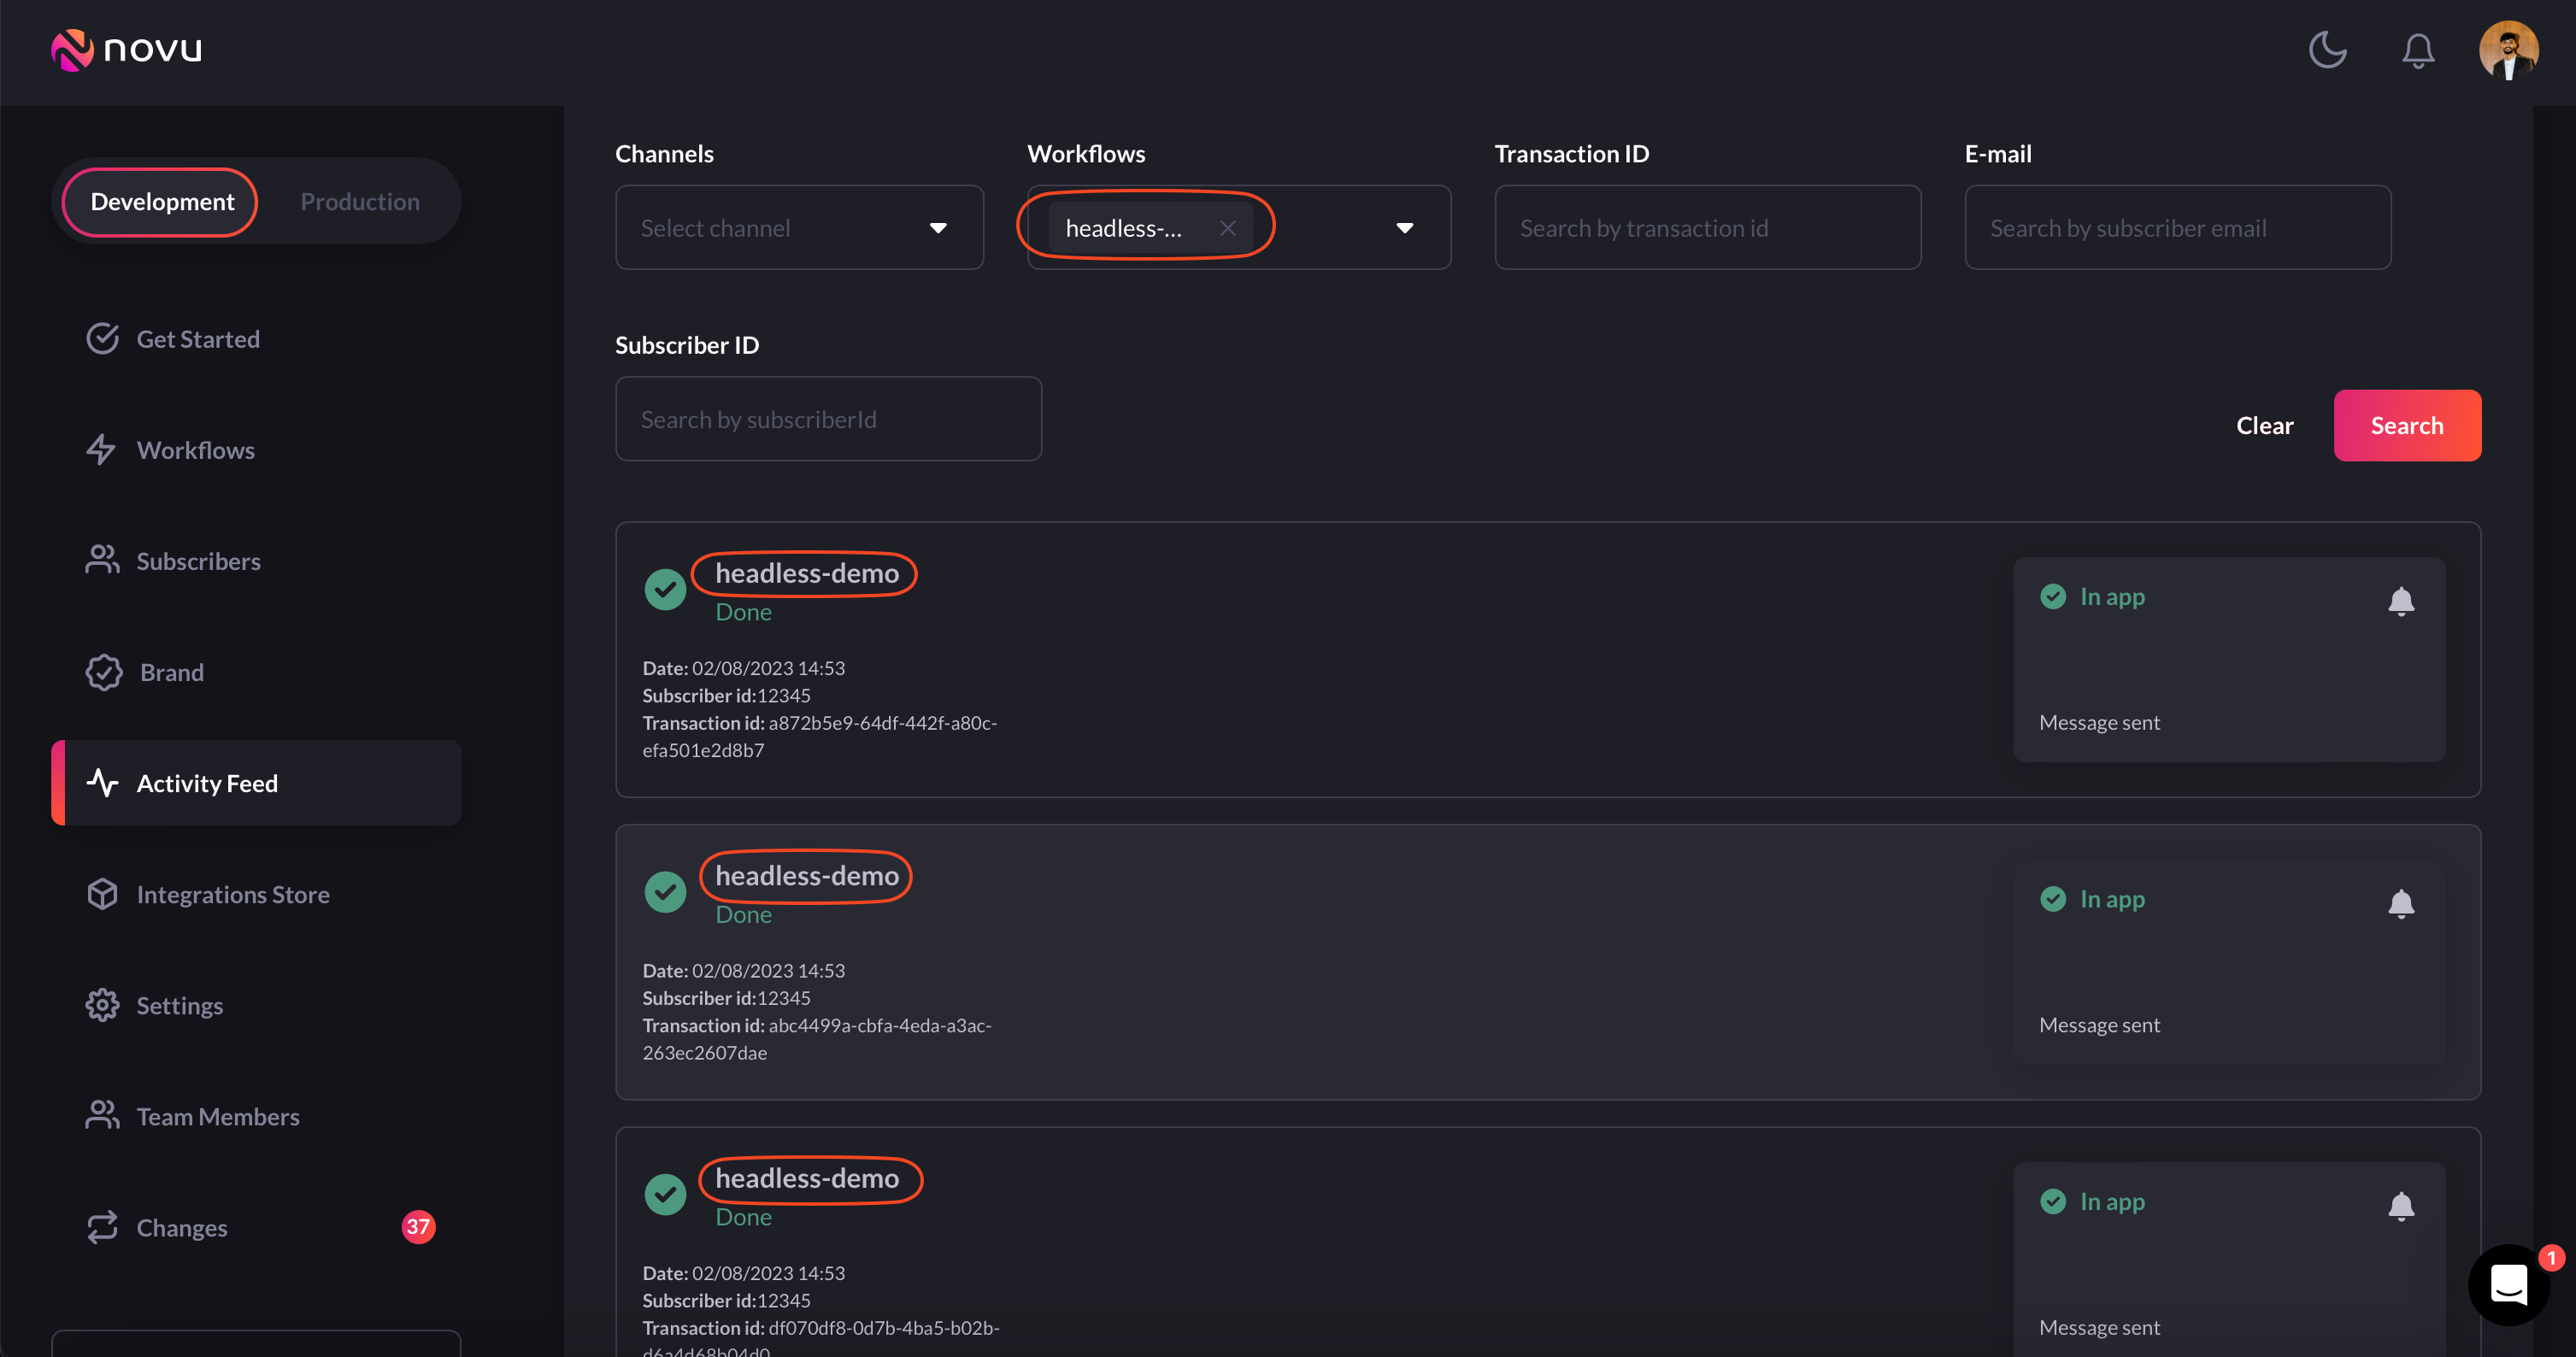 novu
Development
Production
Get Started
Workflows
Subscribers
Brand
Activity Feed
Integrations Store
Settings
Team Members
Changes
37
Channels
Workflows
Transaction ID
E-mail
Select channel
headless-...
Search by transaction id
Search by subscriber email
Subscriber ID
Search by subscriberId
Clear
Search
headless-demo
Done
Date: 02/08/2023 14:53
Subscriber id:12345
Transaction id: a872b5e9-64df-442f-a80c-
efa501e2d8b7
In app
Message sent
headless-demo
Done
Date: 02/08/2023 14:53
Subscriber id:12345
Transaction id: abc4499a-cbfa-4eda-a3ac-
263ec2607dae
In app
Message sent
headless-demo
Done
Date: 02/08/2023 14:53
Subscriber id:12345
Transaction id: df070df8-0d7b-4ba5-b02b-
d6a4d68b04d0
In app
Message sent
1